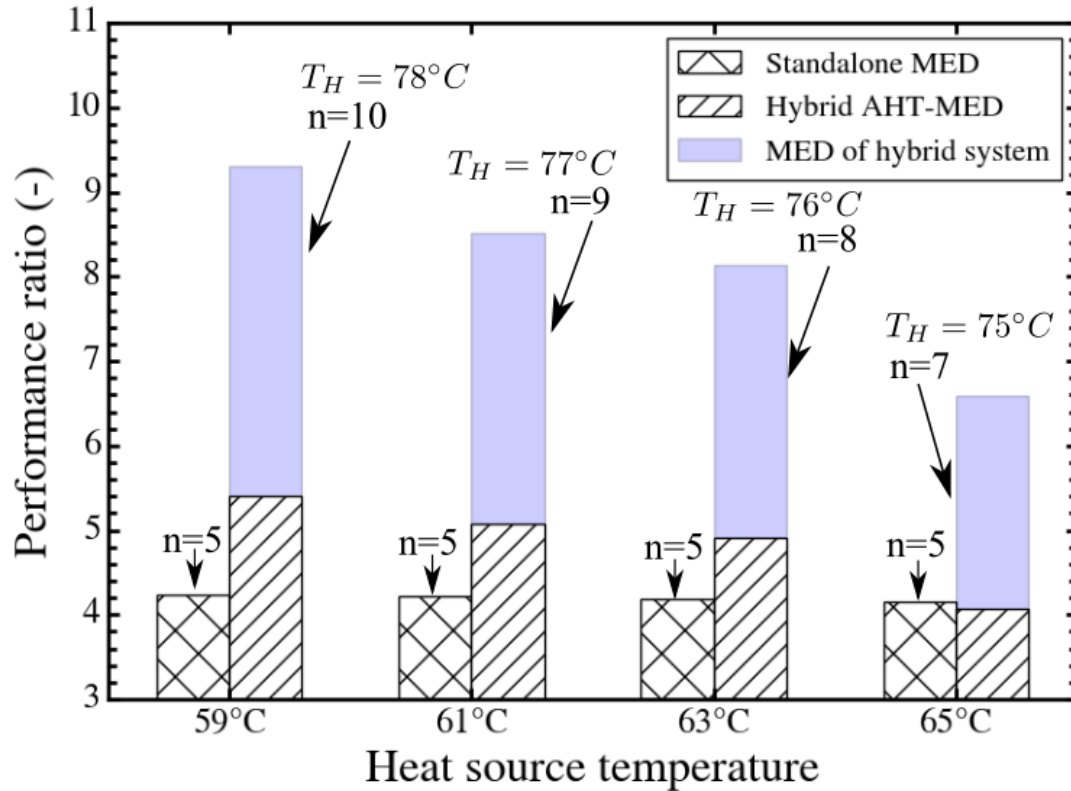 11
10
9
8
7
6
5
4
3
Performance ratio (-)
Standalone MED
Hybrid AHT-MED
MED of hybrid system
T_H = 78°C
n=10
T_H = 77°C
n=9
T_H = 76°C
n=8
T_H = 75°C
n=7
n=5
n=5
n=5
n=5
59°C
61°C
63°C
65°C
Heat source temperature